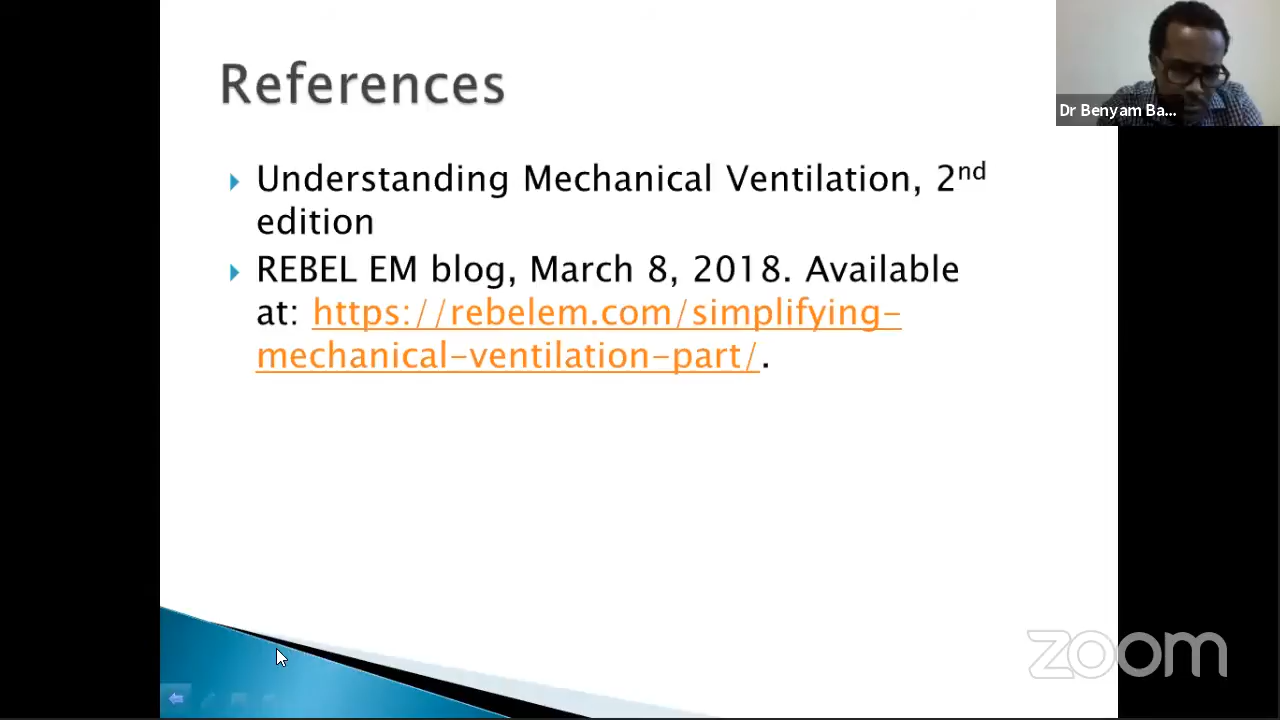 References
Understanding Mechanical Ventilation, 2nd
edition
REBEL EM blog, March 8, 2018. Available
at: https://rebelem.com/simplifying-
mechanical-ventilation-part/.
Dr Benyam Ba...
zoom